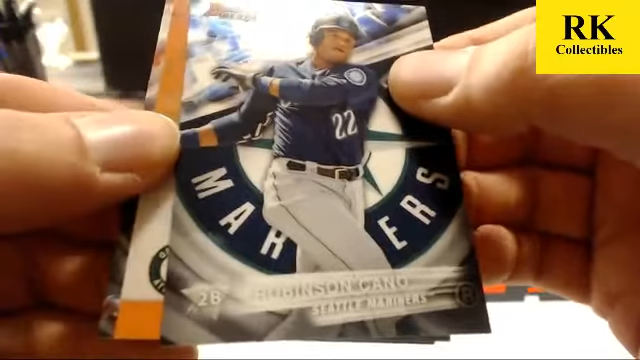 RK
Collectibles
22
MARINERS
2B
ROBINSON CANO
SEATTLE MARINERS